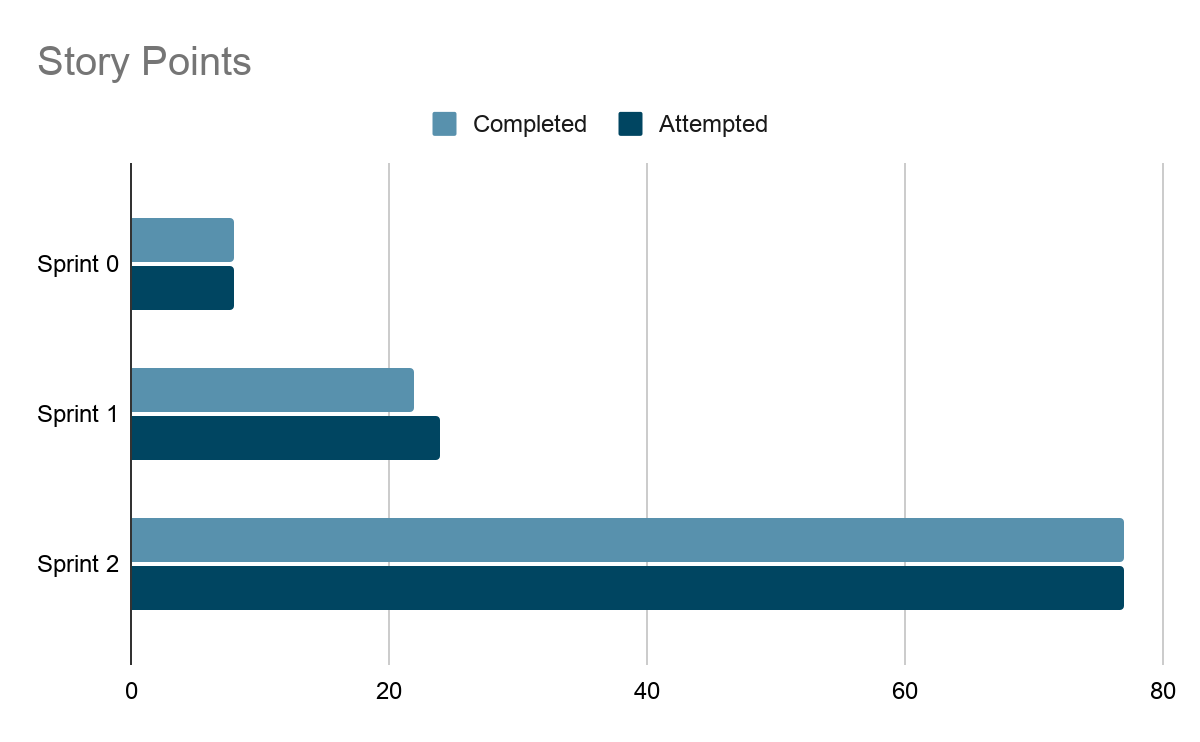 Story Points
Completed Attempted
Sprint 0
Sprint 1
Sprint 2
0 20 40 60 80